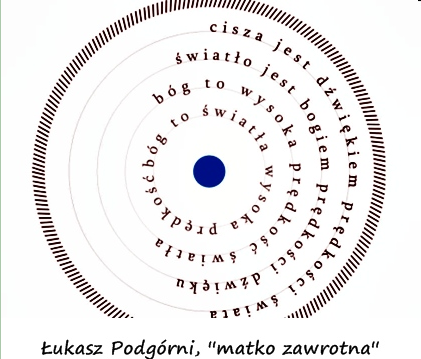 cisza jest dźwiękiem prędkości świata
światło jest bogiem prędkości dźwięku
bóg to wysoka prędkość światła
bóg to światła wysoka prędkość
Łukasz Podgórni, "matko zawrotna"